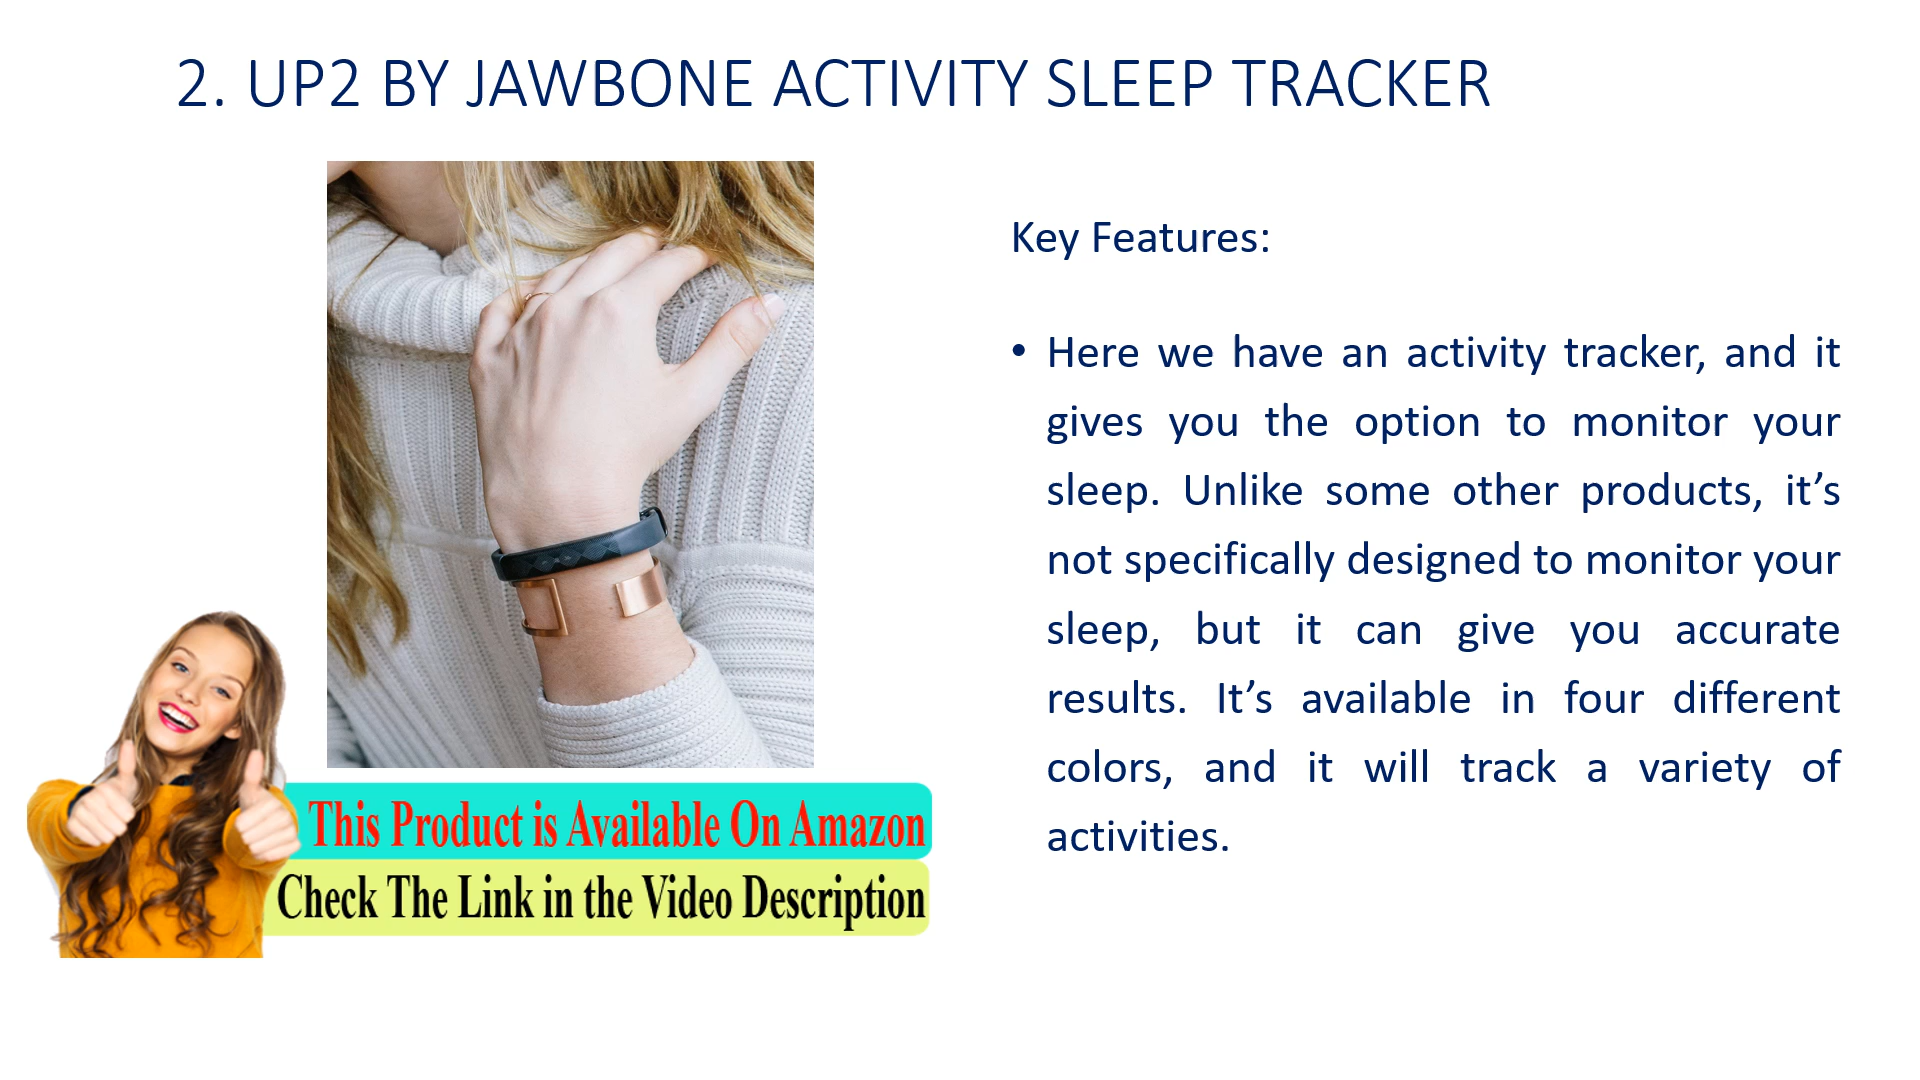 2. UP2 BY JAWBONE ACTIVITY SLEEP TRACKER
Key Features:
• Here we have an activity tracker, and it
gives you the option to monitor your
sleep. Unlike some other products, it’s
not specifically designed to monitor your
sleep, but it can give you accurate
results. It’s available in four different
colors, and it will track a variety of
activities.
This Product is Available On Amazon
Check The Link in the Video Description